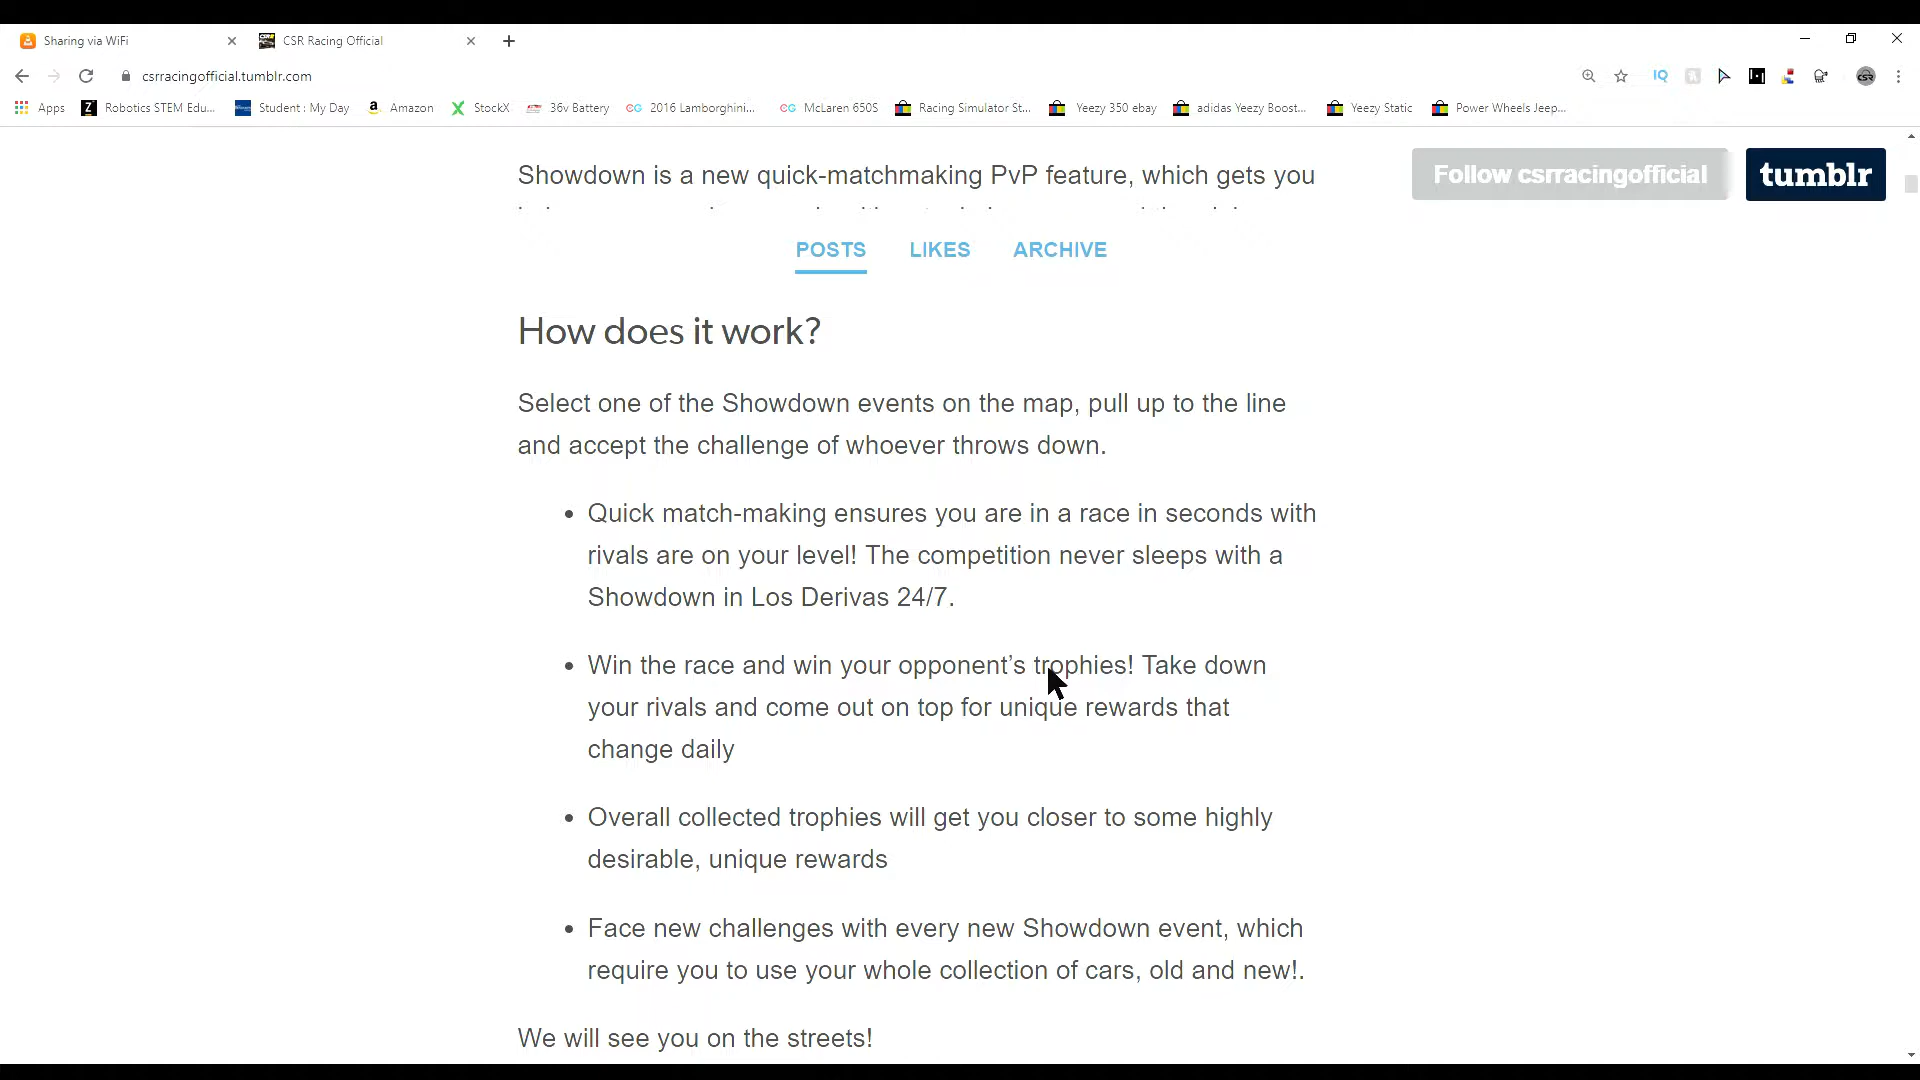 Sharing via WiFi
CSR Racing Official
csrracingofficial.tumblr.com
IQ
CSR
Apps
Robotics STEM Edu...
Student : My Day
Amazon
StockX
36v Battery
CG 2016 Lamborghini...
CG McLaren 650S
Racing Simulator St...
Yeezy 350 ebay
adidas Yeezy Boost...
Yeezy Static
Power Wheels Jeep...
Showdown is a new quick-matchmaking PvP feature, which gets you
Follow csrracingofficial
tumblr
POSTS LIKES ARCHIVE
How does it work?
Select one of the Showdown events on the map, pull up to the line
and accept the challenge of whoever throws down.
• Quick match-making ensures you are in a race in seconds with
rivals are on your level! The competition never sleeps with a
Showdown in Los Derivas 24/7.
• Win the race and win your opponent’s trophies! Take down
your rivals and come out on top for unique rewards that
change daily
• Overall collected trophies will get you closer to some highly
desirable, unique rewards
• Face new challenges with every new Showdown event, which
require you to use your whole collection of cars, old and new!.
We will see you on the streets!